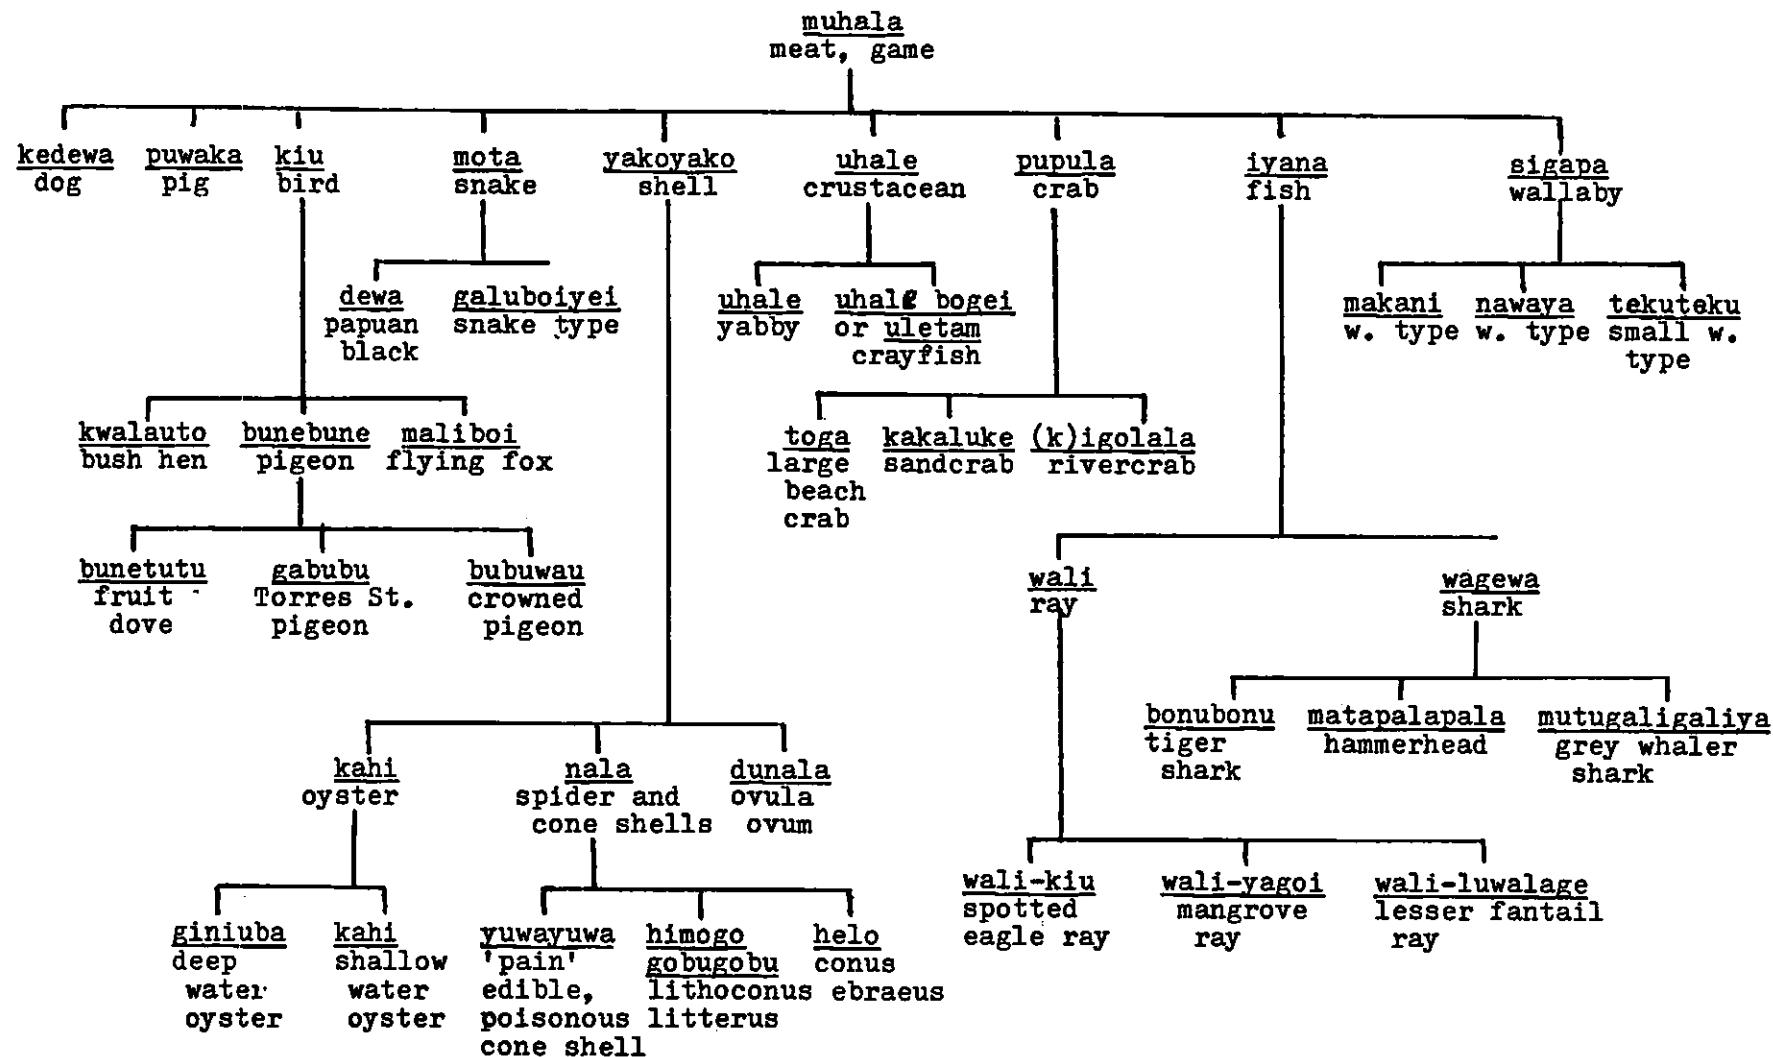 muhala
meat, game
kedewa
dog
puwaka
pig
kiu
bird
mota
snake
yakoyako
shell
uhale
crustacean
pupula
crab
iyana
fish
sigapa
wallaby
dewa
papuan
black
galuboiyei
snake type
uhale
yabby
uhale bogei
or uletam
crayfish
makani
w. type
nawaya
w. type
tekuteku
small w.
type
kwalauto
bush hen
bunebune
pigeon
maliboi
flying fox
toga
large
beach
crab
kakaluke
sandcrab
(k)igolala
rivercrab
bunetutu
fruit
dove
gabubu
Torres St.
pigeon
bubuwau
crowned
pigeon
wali
ray
wagewa
shark
bonubonu
tiger
shark
matapalapala
hammerhead
mutugaligaliya
grey whaler
shark
kahi
oyster
nala
spider and
cone shells
dunala
ovula
ovum
giniuba
deep
water
oyster
kahi
shallow
water
oyster
yuwayuwa
'pain'
edible,
poisonous
cone shell
himogo
gobugobu
lithoconus
litterus
helo
conus
ebraeus
wali-kiu
spotted
eagle ray
wali-yagoi
mangrove
ray
wali-luwalage
lesser fantail
ray